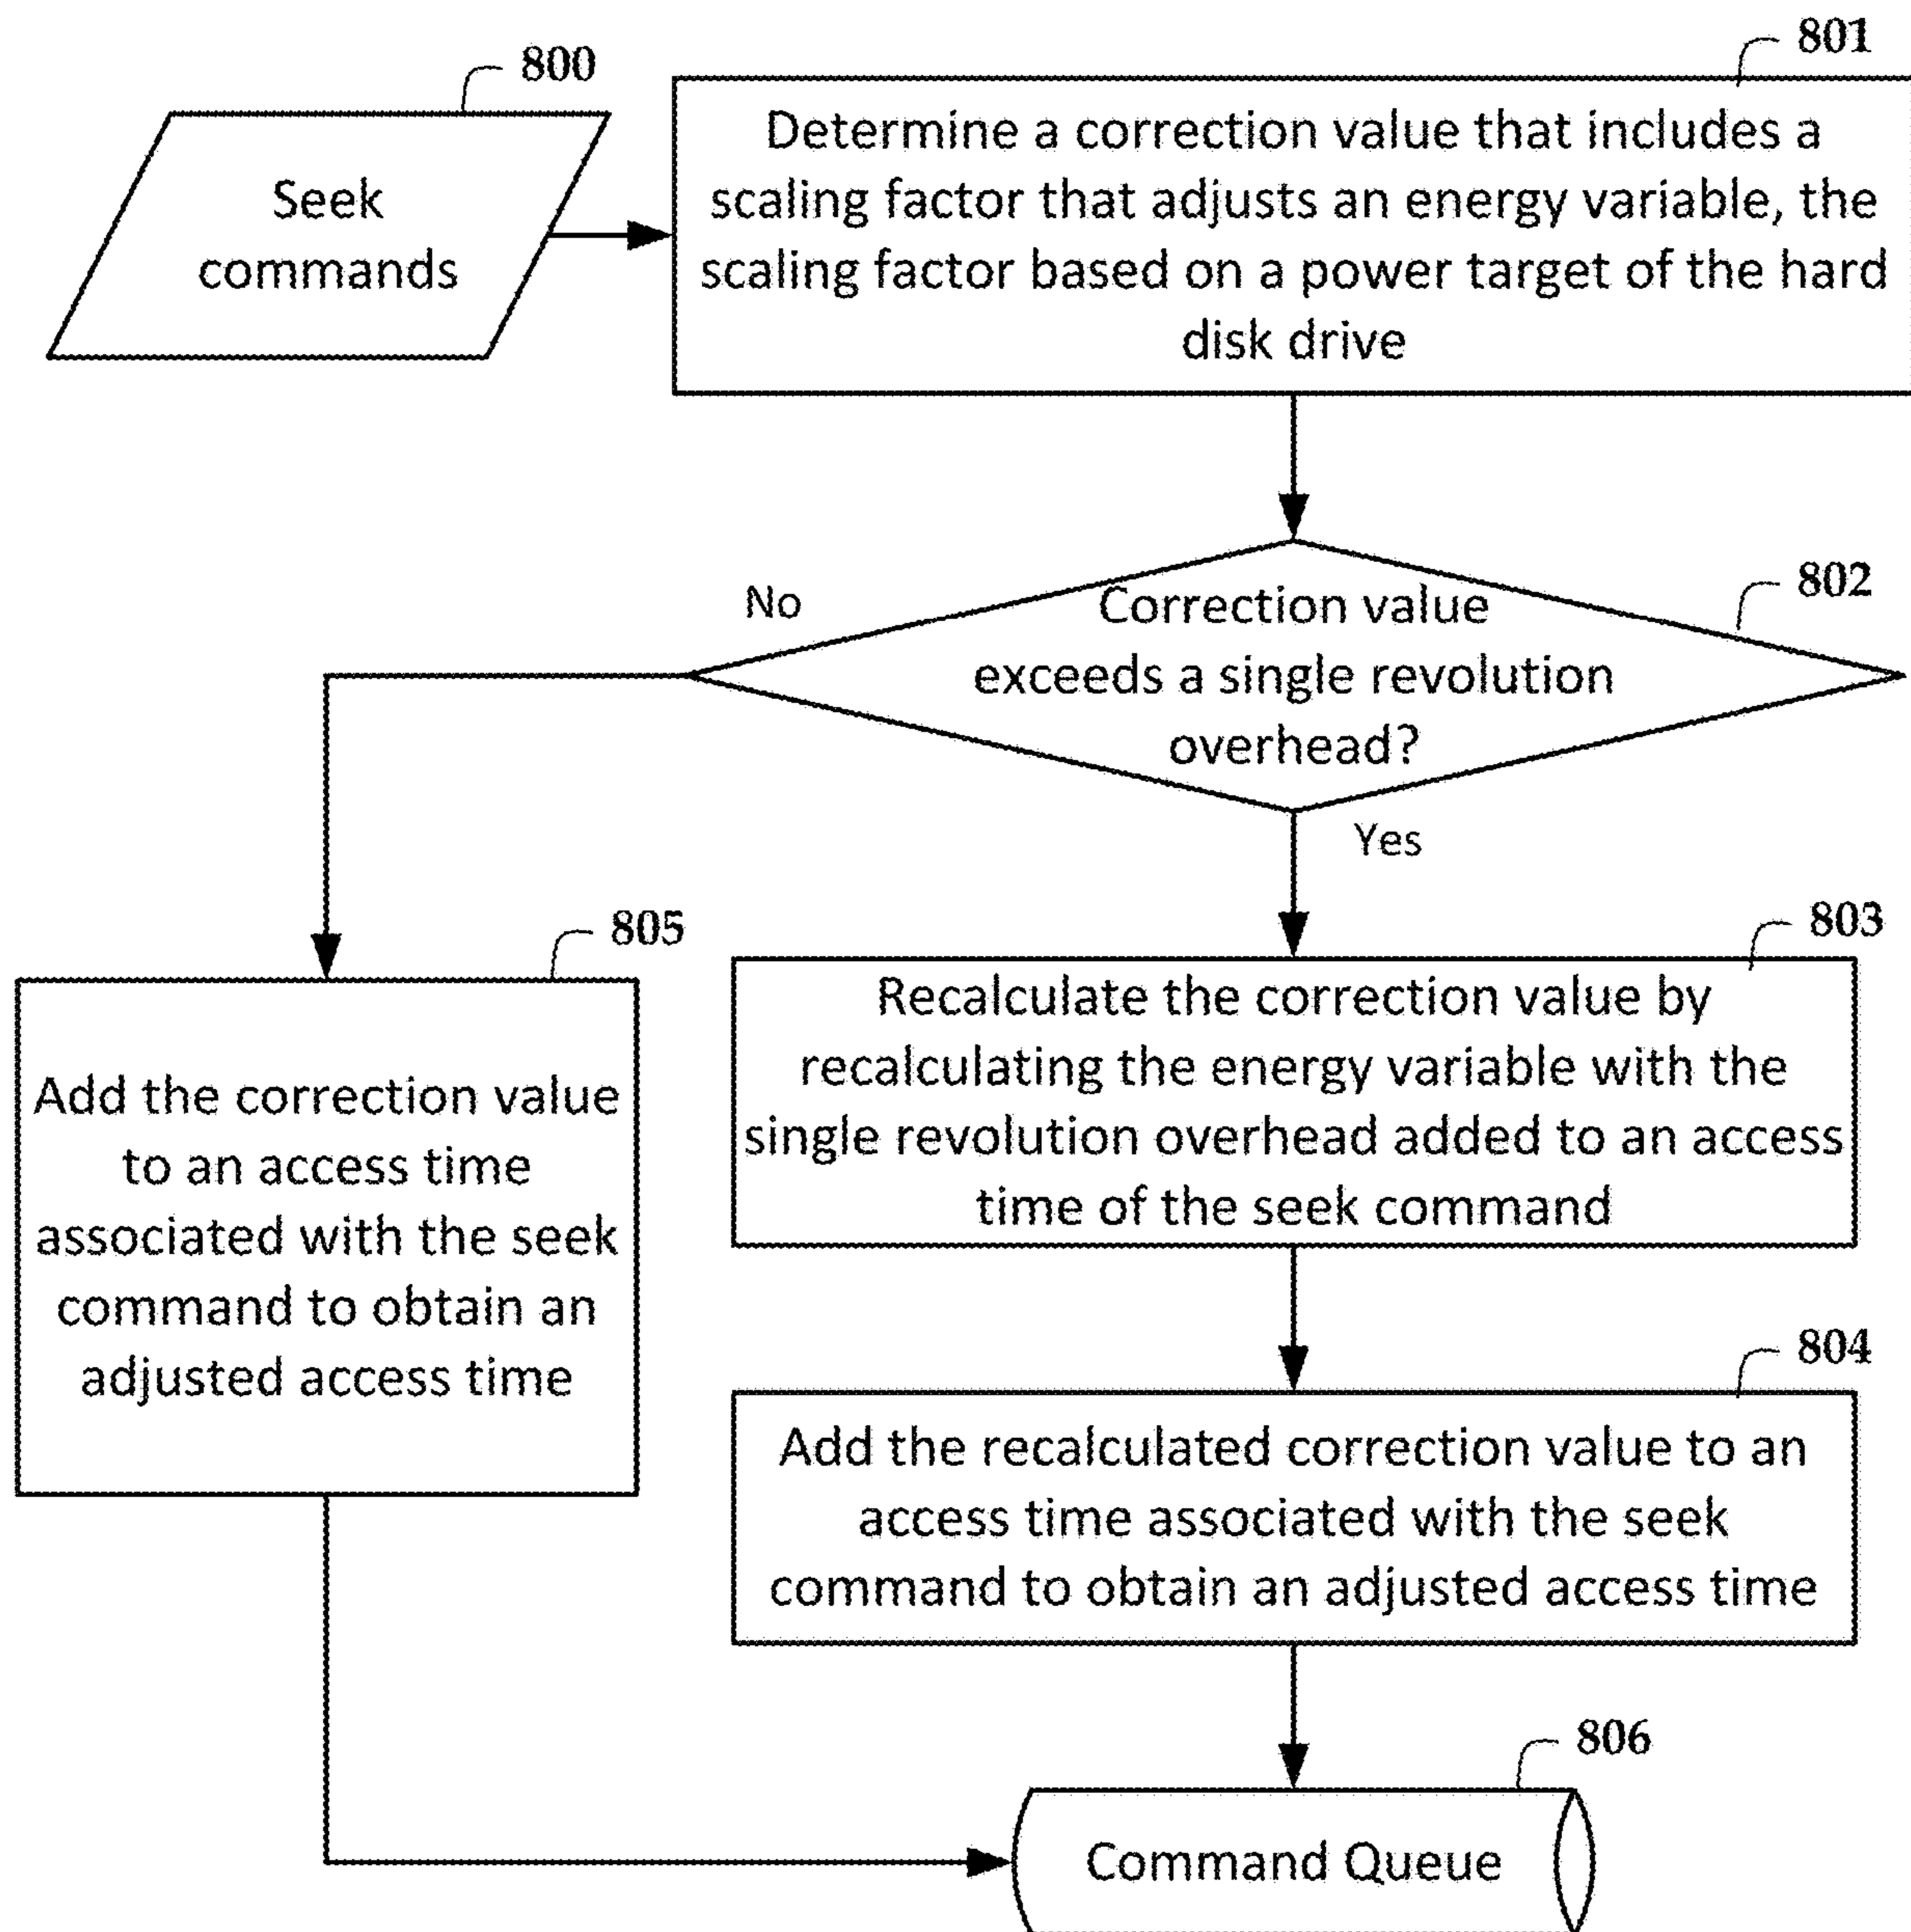 800
Seek
commands
801
Determine a correction value that includes a
scaling factor that adjusts an energy variable, the
scaling factor based on a power target of the hard
disk drive
802
No
Correction value
exceeds a single revolution
overhead?
Yes
805
Add the correction value
to an access time
associated with the seek
command to obtain an
adjusted access time
803
Recalculate the correction value by
recalculating the energy variable with the
single revolution overhead added to an access
time of the seek command
804
Add the recalculated correction value to an
access time associated with the seek
command to obtain an adjusted access time
806
Command Queue